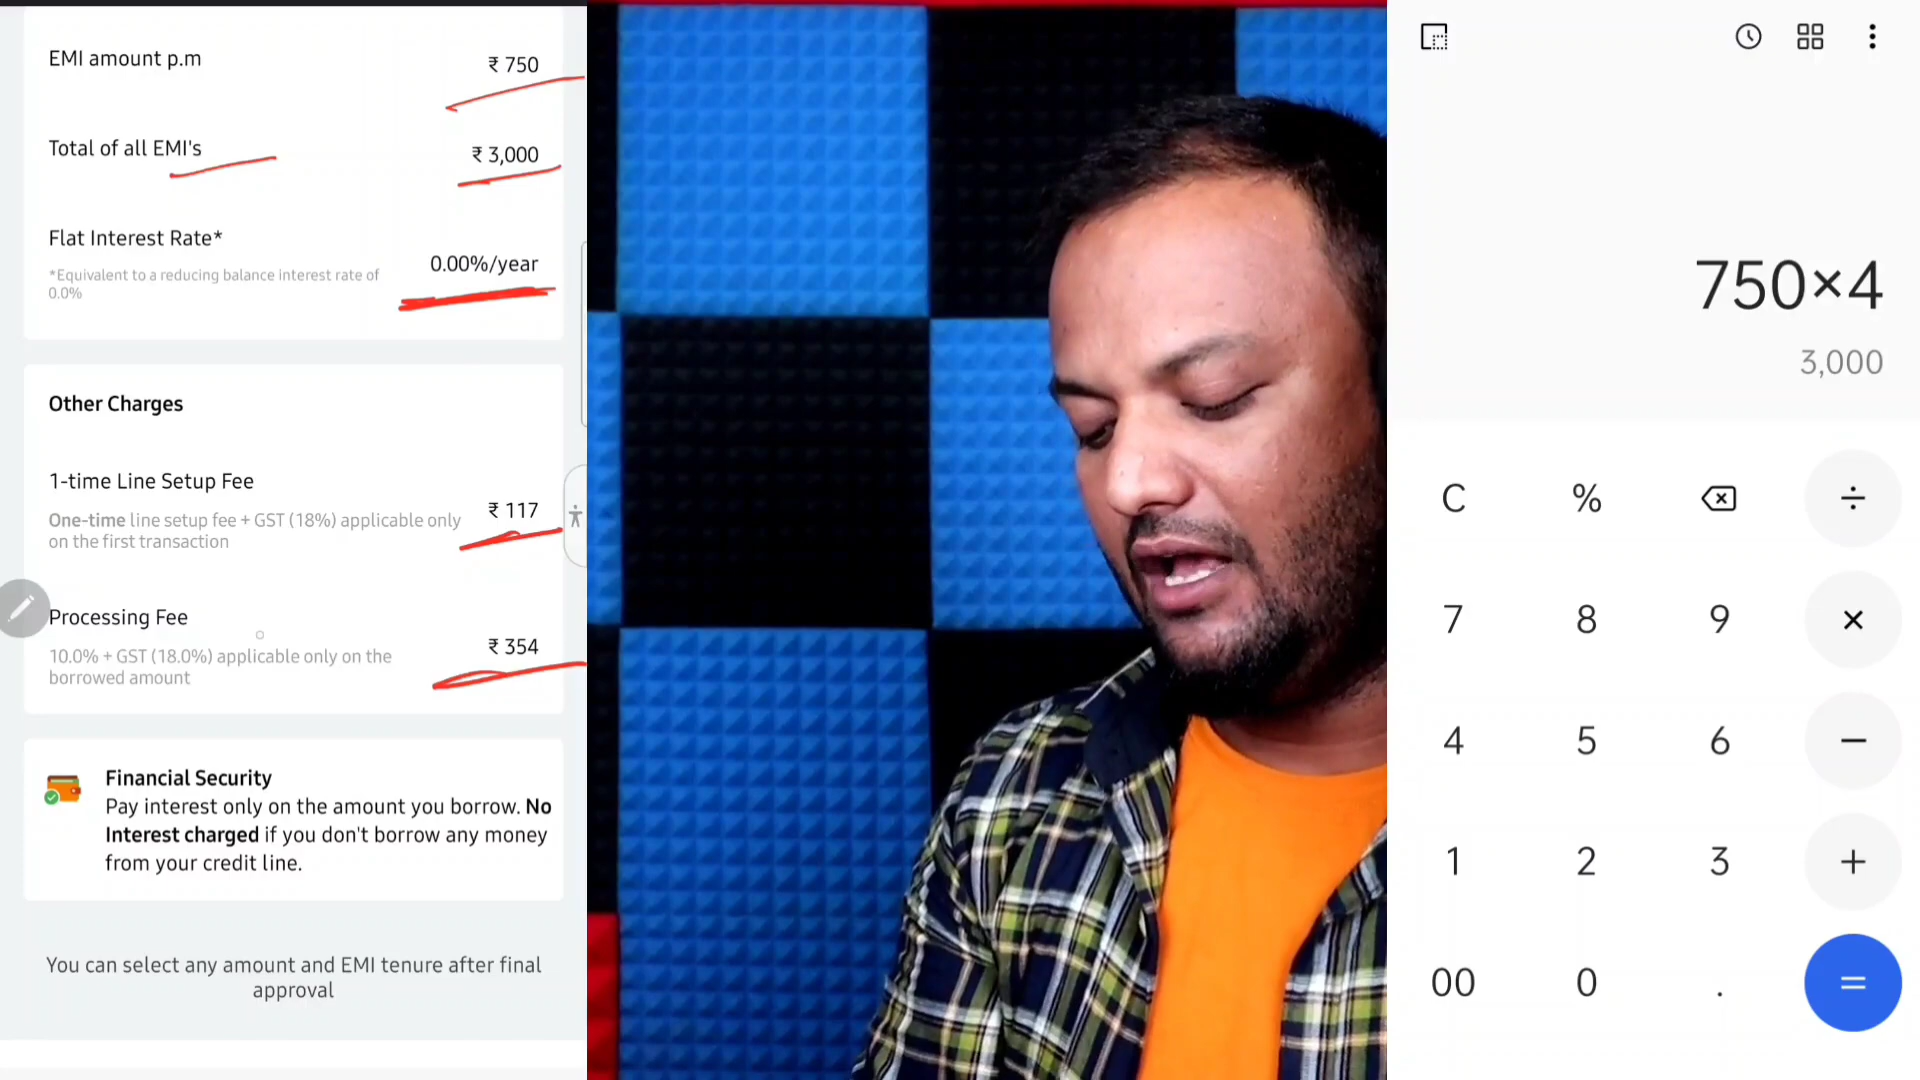 EMI amount p.m
₹ 750
Total of all EMI's
₹ 3,000
Flat Interest Rate*
*Equivalent to a reducing balance interest rate of
0.0%
0.00%/year
Other Charges
1-time Line Setup Fee
One-time line setup fee + GST (18%) applicable only
on the first transaction
₹ 117
Processing Fee
10.0% + GST (18.0%) applicable only on the
borrowed amount
₹ 354
Financial Security
Pay interest only on the amount you borrow. No
Interest charged if you don't borrow any money
from your credit line.
You can select any amount and EMI tenure after final
approval
750×4
3,000
C % ÷
7 8 9 ×
4 5 6 −
1 2 3 +
00 0 . =